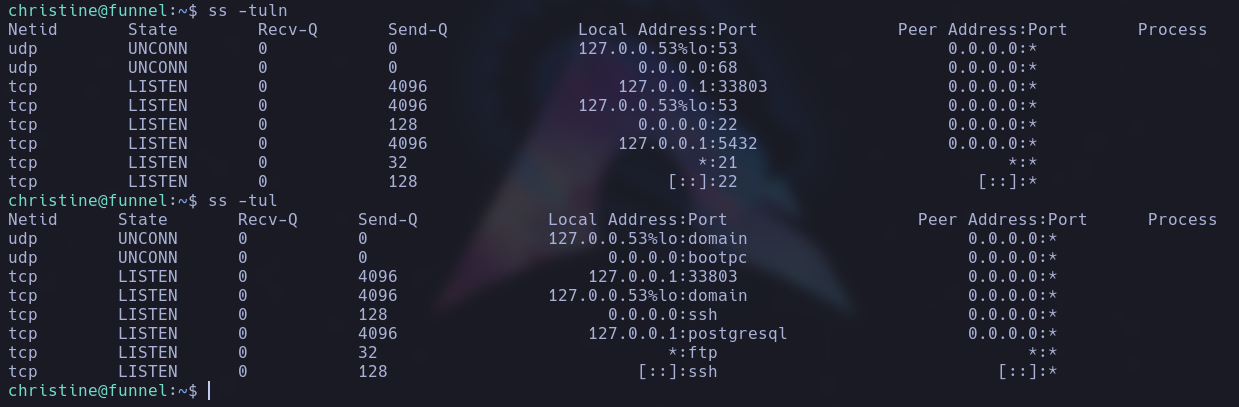 christine@funnel:~$ ss -tuln
Netid State Recv-Q Send-Q Local Address:Port Peer Address:Port Process
udp UNCONN 0 0 127.0.0.53%lo:53 0.0.0.0:*
udp UNCONN 0 0 0.0.0.0:68 0.0.0.0:*
tcp LISTEN 0 4096 127.0.0.1:33803 0.0.0.0:*
tcp LISTEN 0 4096 127.0.0.53%lo:53 0.0.0.0:*
tcp LISTEN 0 128 0.0.0.0:22 0.0.0.0:*
tcp LISTEN 0 4096 127.0.0.1:5432 0.0.0.0:*
tcp LISTEN 0 32 *:21 *:*
tcp LISTEN 0 128 [::]:22 [::]:*
christine@funnel:~$ ss -tul
Netid State Recv-Q Send-Q Local Address:Port Peer Address:Port Process
udp UNCONN 0 0 127.0.0.53%lo:domain 0.0.0.0:*
udp UNCONN 0 0 0.0.0.0:bootpc 0.0.0.0:*
tcp LISTEN 0 4096 127.0.0.1:33803 0.0.0.0:*
tcp LISTEN 0 4096 127.0.0.53%lo:domain 0.0.0.0:*
tcp LISTEN 0 128 0.0.0.0:ssh 0.0.0.0:*
tcp LISTEN 0 4096 127.0.0.1:postgresql 0.0.0.0:*
tcp LISTEN 0 32 *:ftp *:*
tcp LISTEN 0 128 [::]:ssh [::]:*
christine@funnel:~$